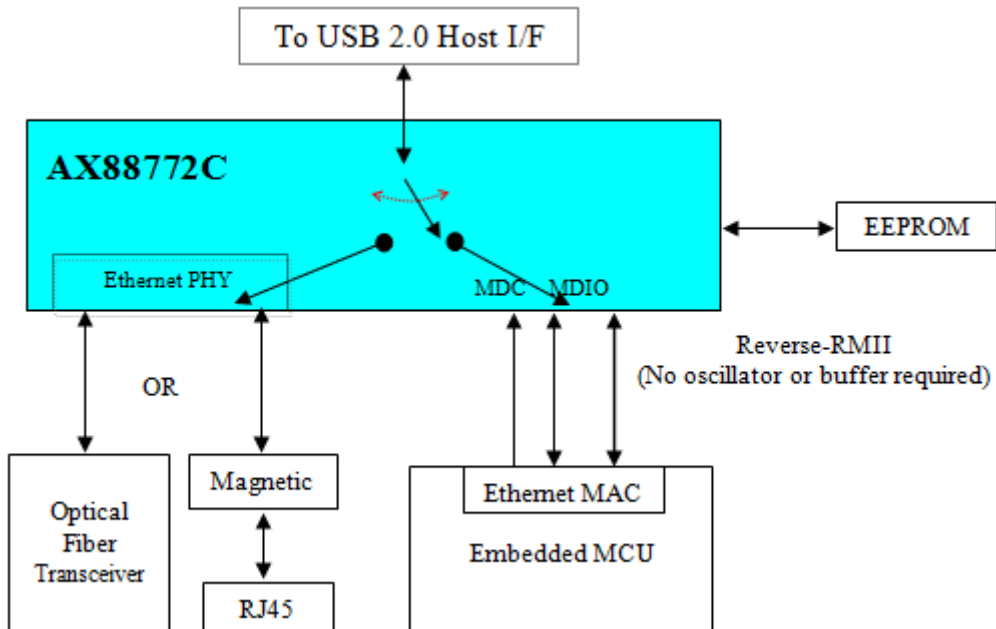 To USB 2.0 Host I/F
AX88772C
EEPROM
Ethernet PHY
MDC MDIO
Reverse-RMII
(No oscillator or buffer required)
OR
Magnetic
Ethernet MAC
Optical
Fiber
Transceiver
Embedded MCU
RJ45